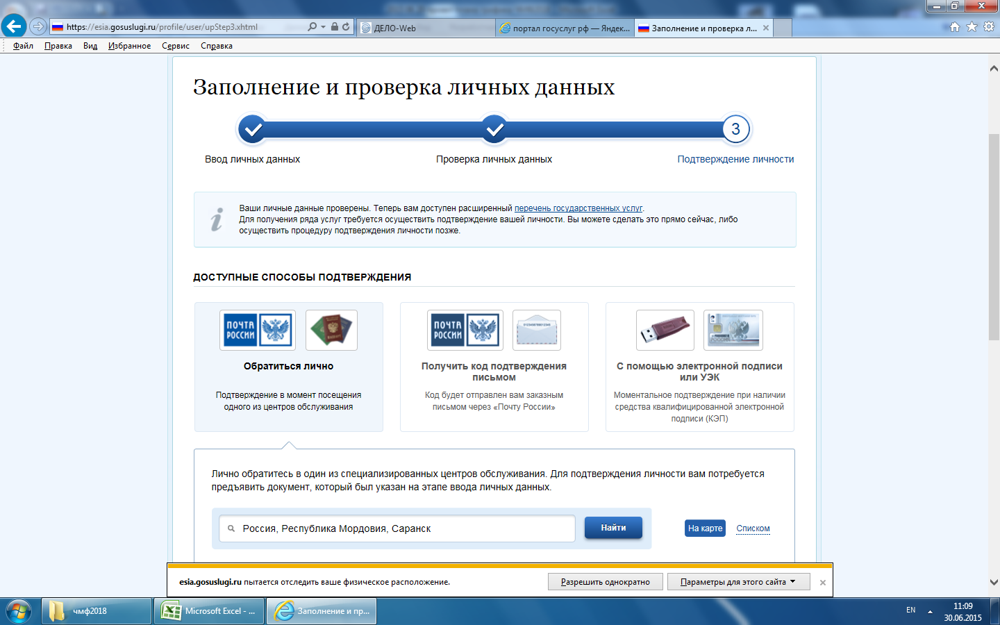 https://esia.gosuslugi.ru/profile/user/upStep3.xhtml
ДЕЛО-Web
портал госуслуг рф — Яндек...
Заполнение и проверка л...
Файл Правка Вид Избранное Сервис Справка
Заполнение и проверка личных данных
3
Ввод личных данных
Проверка личных данных
Подтверждение личности
Ваши личные данные проверены. Теперь вам доступен расширенный перечень государственных услуг.
Для получения ряда услуг требуется осуществить подтверждение вашей личности. Вы можете сделать это прямо сейчас, либо
осуществить процедуру подтверждения личности позже.
ДОСТУПНЫЕ СПОСОБЫ ПОДТВЕРЖДЕНИЯ
ПОЧТА
РОССИИ
Обратиться лично
Подтверждение в момент посещения
одного из центров обслуживания
ПОЧТА
РОССИИ
Получить код подтверждения
письмом
Код будет отправлен вам заказным
письмом через «Почту России»
С помощью электронной подписи
или УЭК
Моментальное подтверждение при наличии
средства квалифицированной электронной
подписи (КЭП)
Лично обратитесь в один из специализированных центров обслуживания. Для подтверждения личности вам потребуется
предъявить документ, который был указан на этапе ввода личных данных.
Россия, Республика Мордовия, Саранск
Найти
На карте
Списком
esia.gosuslugi.ru пытается отследить ваше физическое расположение.
Разрешить однократно
Параметры для этого сайта
чмф2018
Microsoft Excel - ...
Заполнение и пр...
EN
11:09
30.06.2015